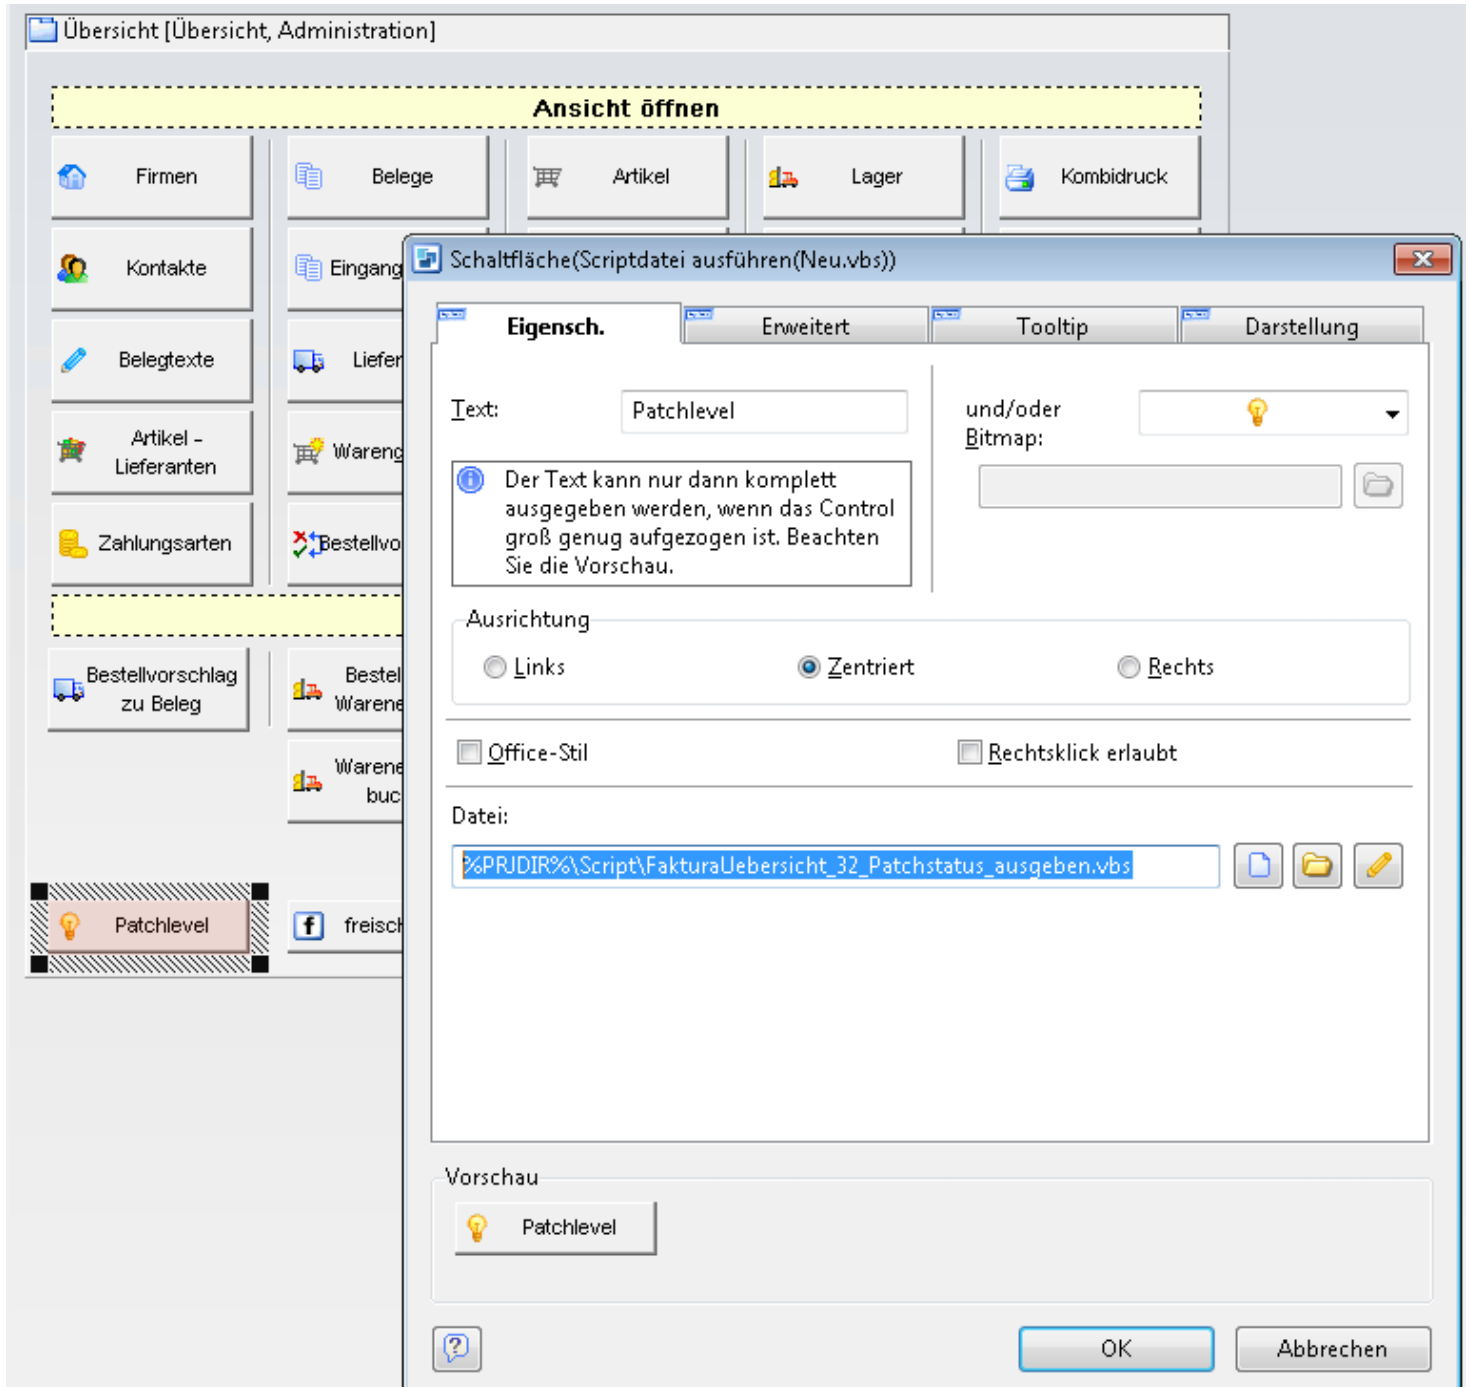 Übersicht [Übersicht, Administration]
Ansicht öffnen
Firmen
Belege
Artikel
Lager
Kombidruck
Kontakte
Eingang
Belegtexte
Liefer
Artikel -
Lieferanten
Wareng
Zahlungsarten
Bestellvo
Bestellvorschlag
zu Beleg
Bestel
Warene
Warene
buc
Patchlevel
freisch
Schaltfläche(Scriptdatei ausführen(Neu.vbs))
Eigensch.
Erweitert
Tooltip
Darstellung
Text:
Patchlevel
und/oder
Bitmap:
Der Text kann nur dann komplett
ausgegeben werden, wenn das Control
groß genug aufgezogen ist. Beachten
Sie die Vorschau.
Ausrichtung
Links
Zentriert
Rechts
Office-Stil
Rechtsklick erlaubt
Datei:
%PRJDIR%\Script\FakturaUebersicht_32_Patchstatus_ausgeben.vbs
Vorschau
Patchlevel
OK
Abbrechen